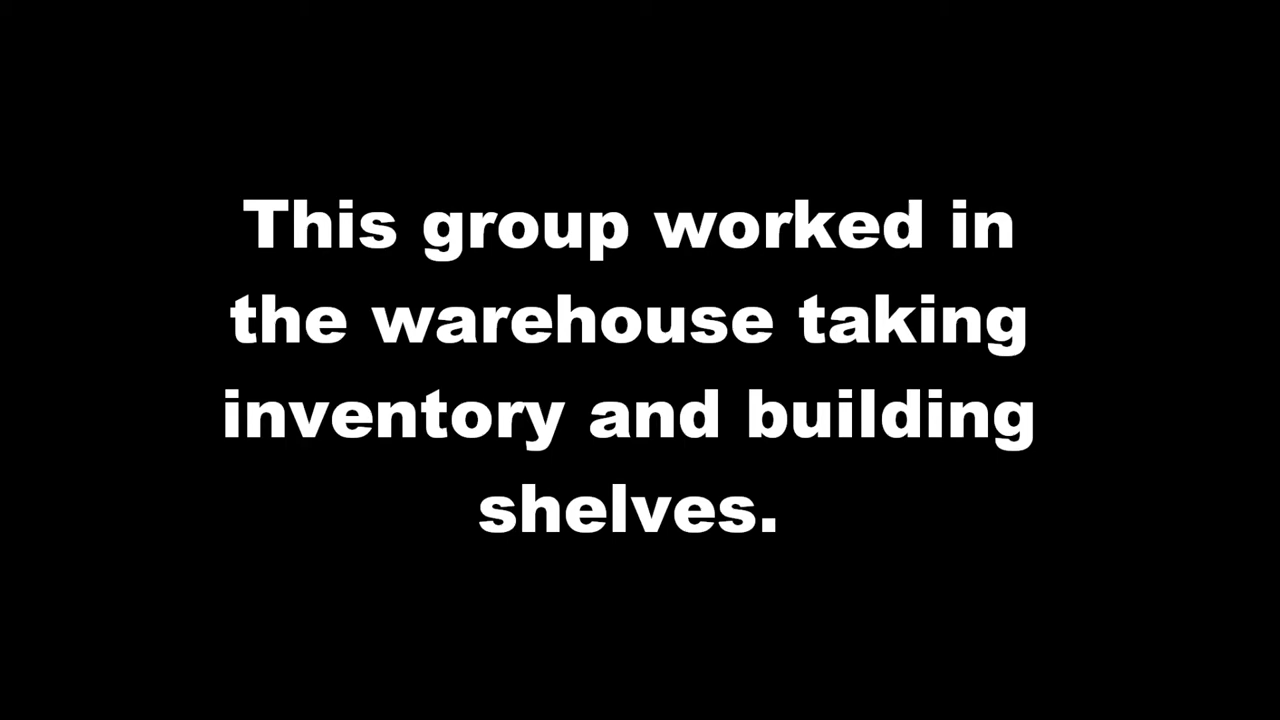 This group worked in
the warehouse taking
inventory and building
shelves.